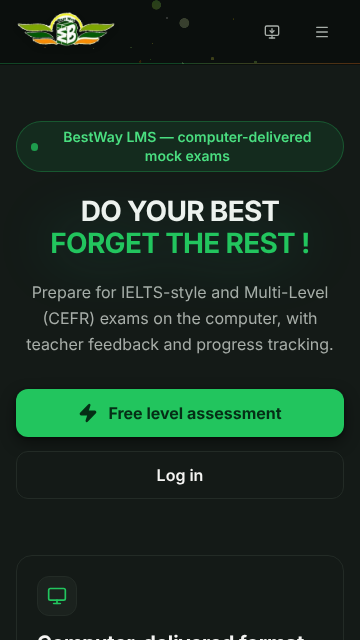 BestWay LMS — computer-delivered
mock exams
DO YOUR BEST
FORGET THE REST !
Prepare for IELTS-style and Multi-Level
(CEFR) exams on the computer, with
teacher feedback and progress tracking.
Free level assessment
Log in